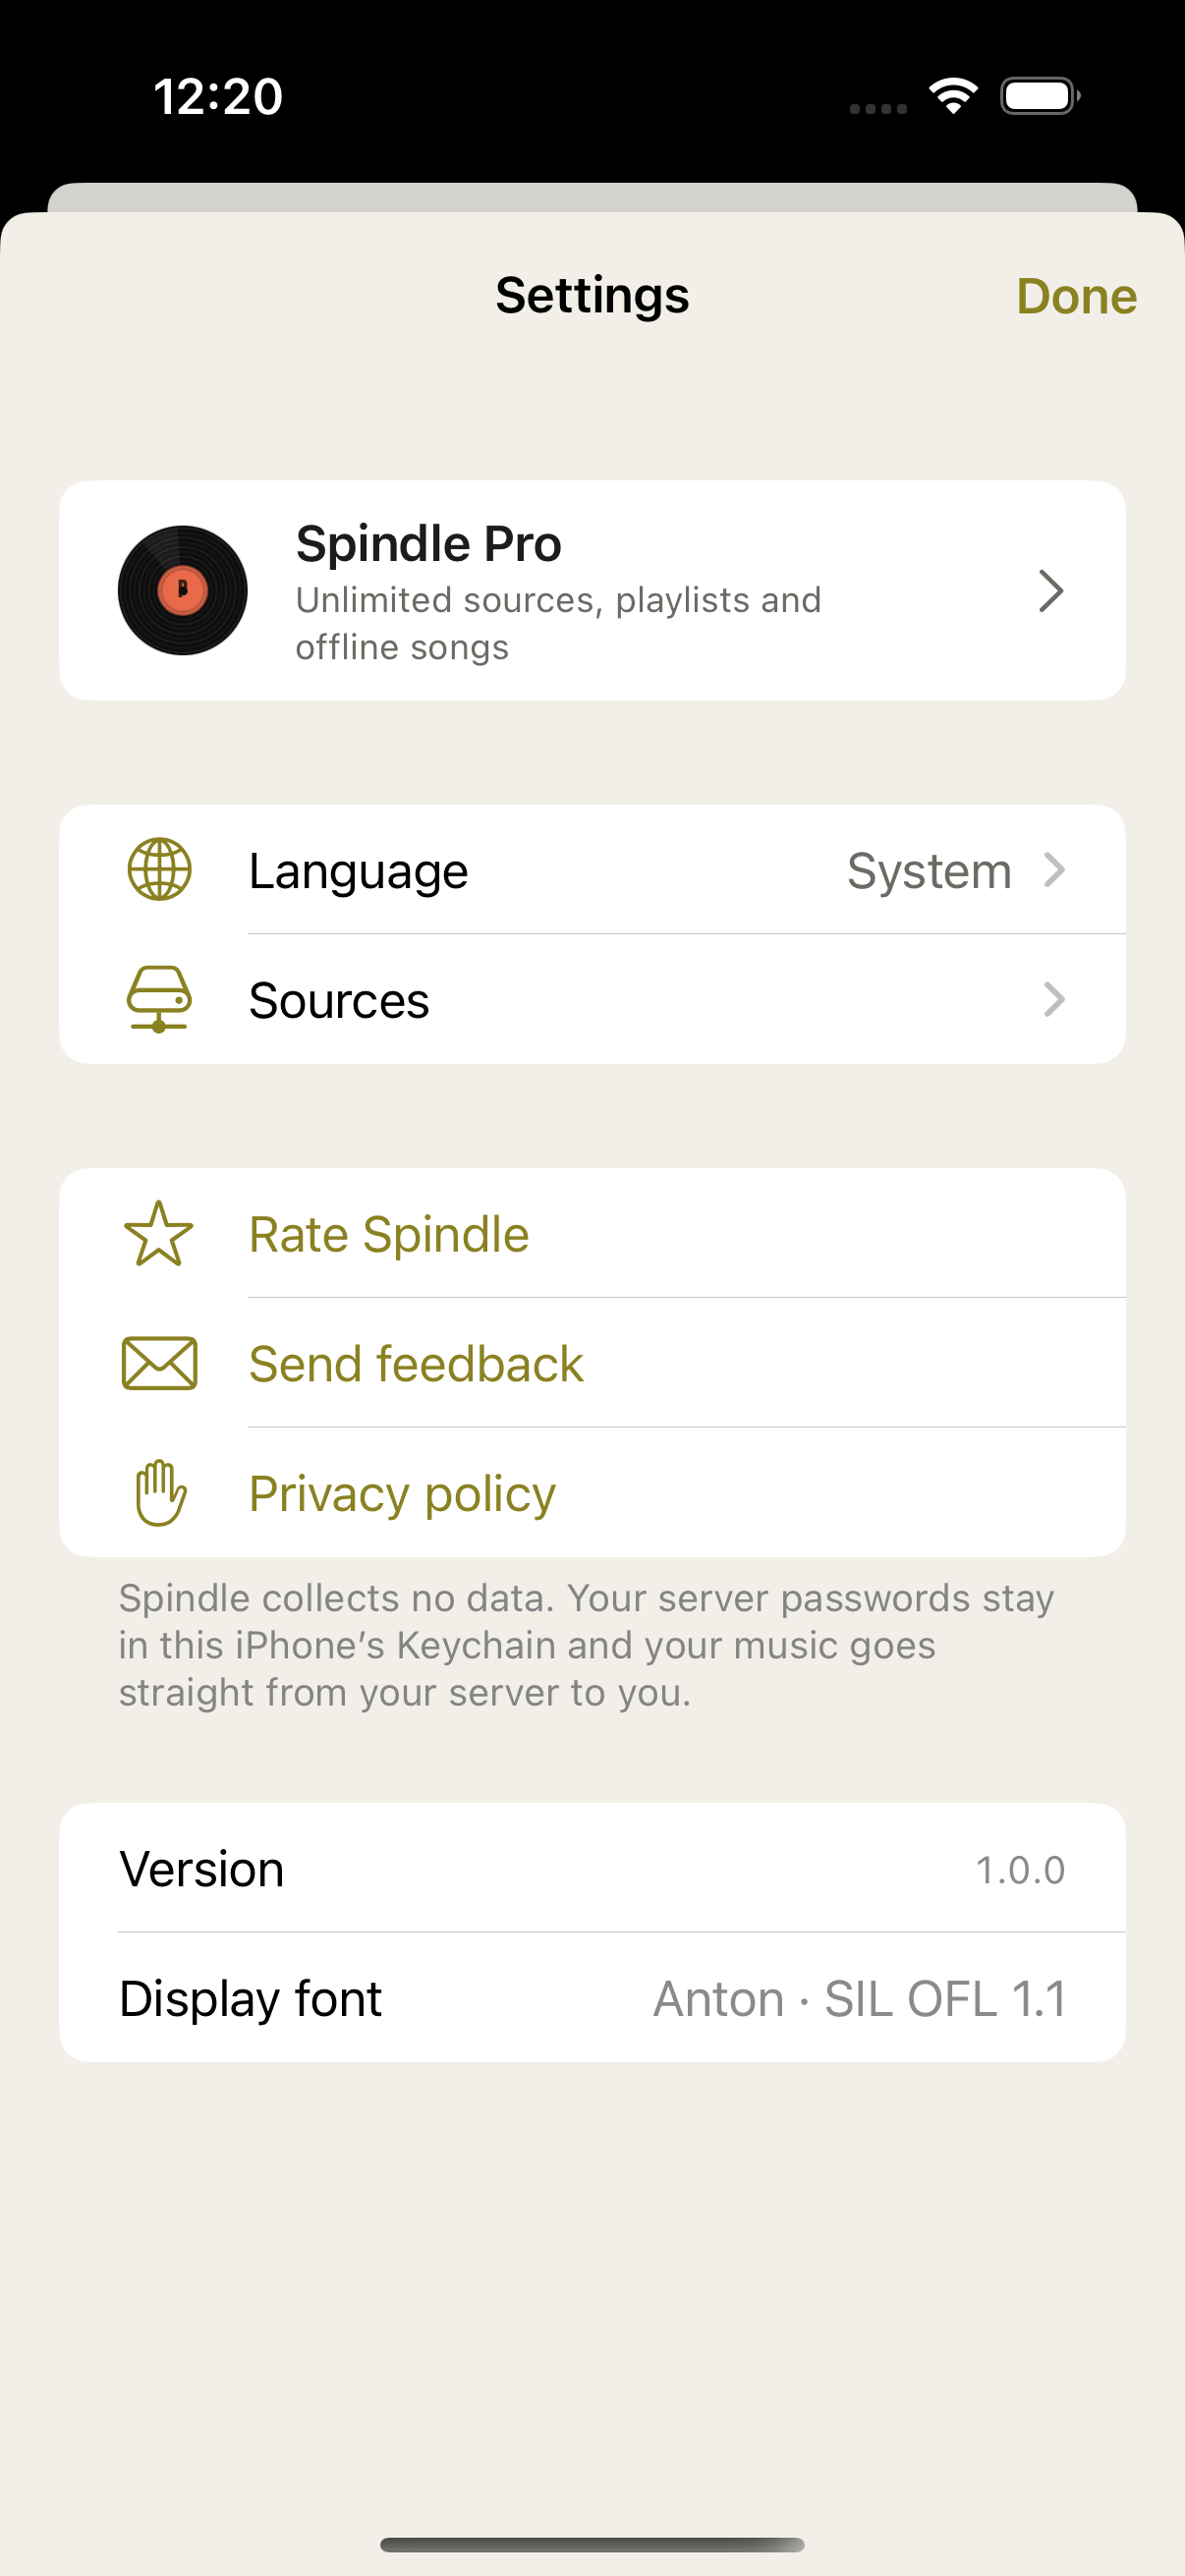 12:20
Settings
Done
Spindle Pro
Unlimited sources, playlists and
offline songs
Language
System
Sources
Rate Spindle
Send feedback
Privacy policy
Spindle collects no data. Your server passwords stay
in this iPhone’s Keychain and your music goes
straight from your server to you.
Version
1.0.0
Display font
Anton · SIL OFL 1.1